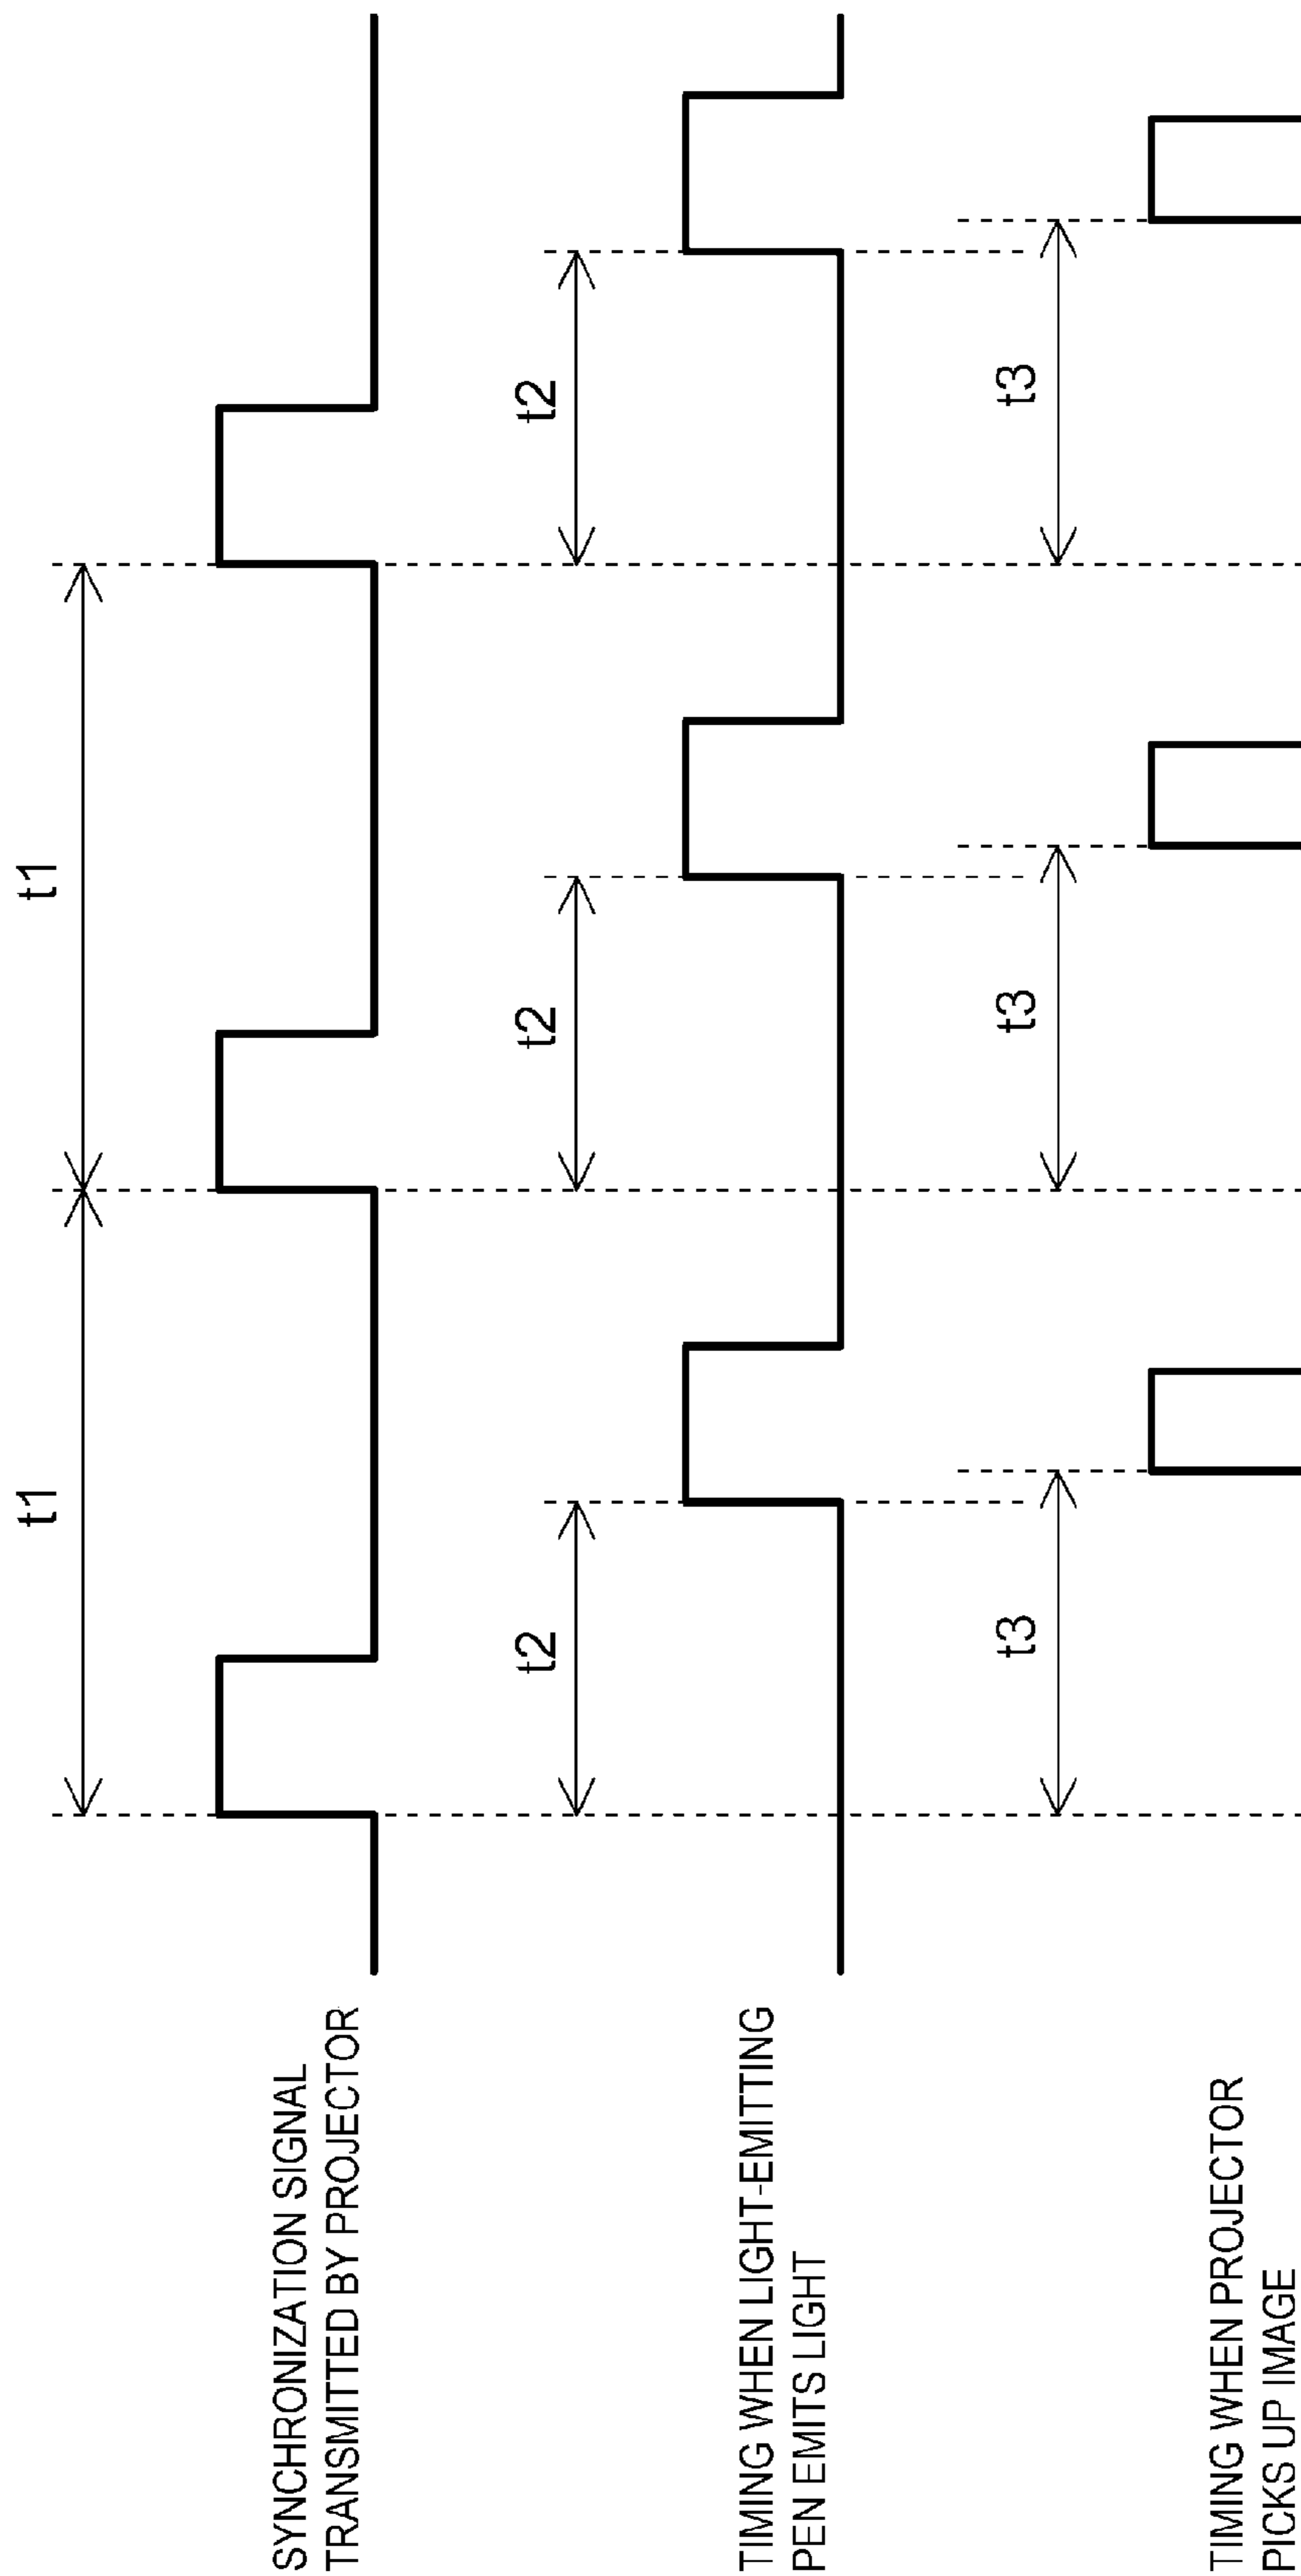 t1
t1
SYNCHRONIZATION SIGNAL
TRANSMITTED BY PROJECTOR
t2
t2
t2
TIMING WHEN LIGHT-EMITTING
PEN EMITS LIGHT
t3
t3
t3
TIMING WHEN PROJECTOR
PICKS UP IMAGE